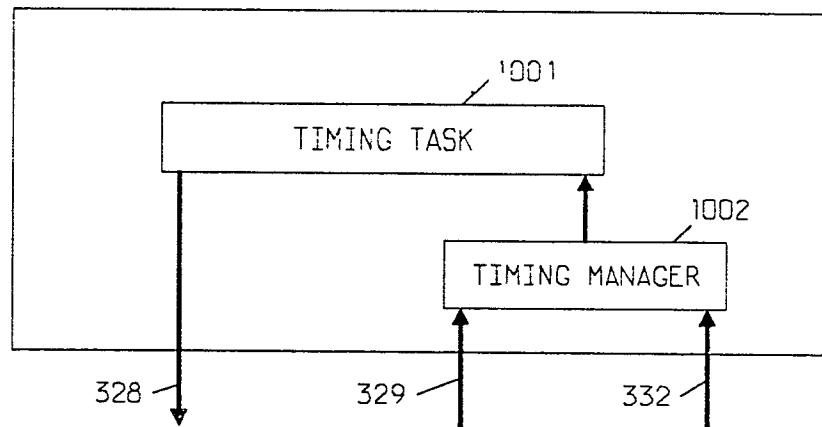 1001
TIMING TASK
1002
TIMING MANAGER
328
329
332